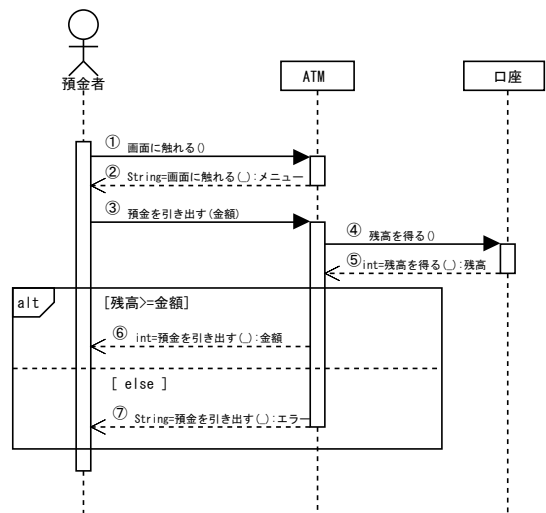 預金者
ATM
口座
① 画面に触れる()
② String=画面に触れる(_):メニュー
③ 預金を引き出す(金額)
④ 残高を得る()
⑤ int=残高を得る(_):残高
alt
[残高>=金額]
⑥ int=預金を引き出す(_):金額
[ else ]
⑦ String=預金を引き出す(_):エラー